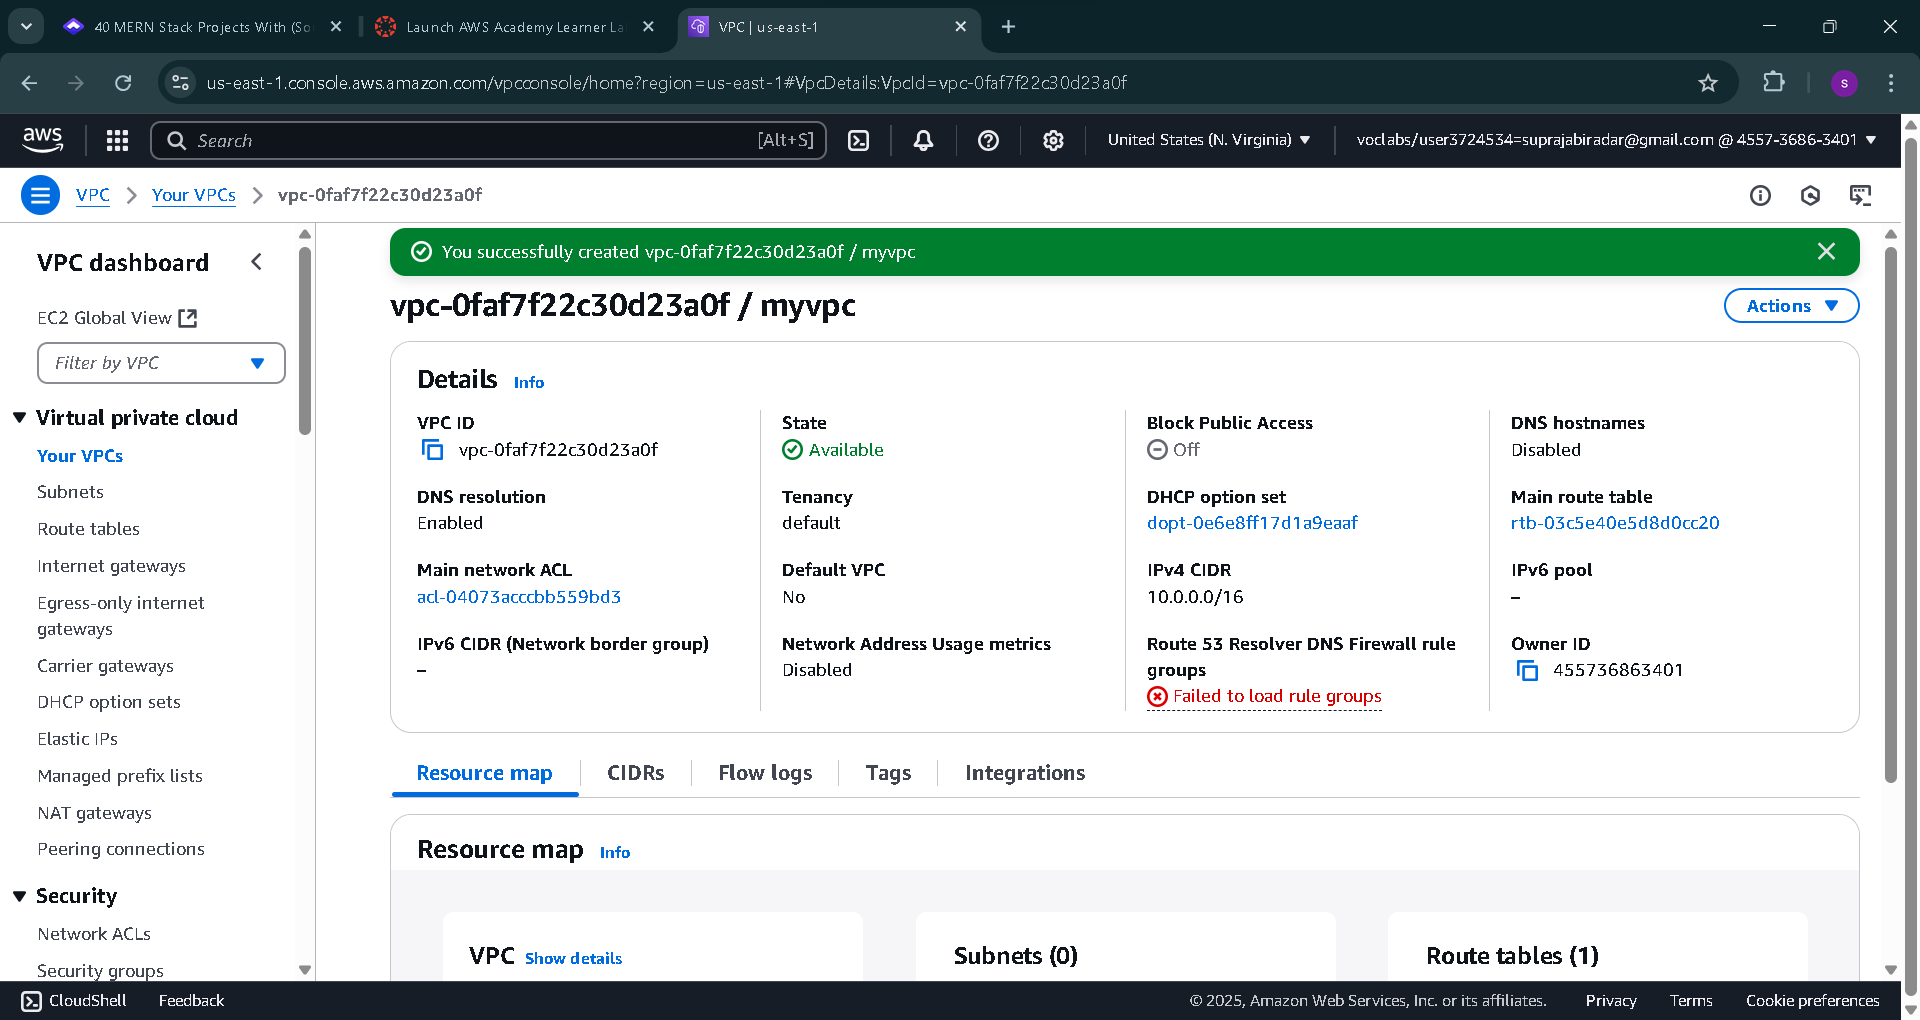 40 MERN Stack Projects With (So
Launch AWS Academy Learner La
VPC | us-east-1
us-east-1.console.aws.amazon.com/vpcconsole/home?region=us-east-1#VpcDetails:VpcId=vpc-0faf7f22c30d23a0f
s
aws
Search
[Alt+S]
United States (N. Virginia)
voclabs/user3724534=suprajabiradar@gmail.com @ 4557-3686-3401
VPC
Your VPCs
vpc-0faf7f22c30d23a0f
VPC dashboard
EC2 Global View
Filter by VPC
Virtual private cloud
Your VPCs
Subnets
Route tables
Internet gateways
Egress-only internet
gateways
Carrier gateways
DHCP option sets
Elastic IPs
Managed prefix lists
NAT gateways
Peering connections
Security
Network ACLs
Security groups
You successfully created vpc-0faf7f22c30d23a0f / myvpc
vpc-0faf7f22c30d23a0f / myvpc
Actions
Details Info
VPC ID
vpc-0faf7f22c30d23a0f
State
Available
Block Public Access
Off
DNS hostnames
Disabled
DNS resolution
Enabled
Tenancy
default
DHCP option set
dopt-0e6e8ff17d1a9eaaf
Main route table
rtb-03c5e40e5d8d0cc20
Main network ACL
acl-04073acccbb559bd3
Default VPC
No
IPv4 CIDR
10.0.0.0/16
IPv6 pool
–
IPv6 CIDR (Network border group)
–
Network Address Usage metrics
Disabled
Route 53 Resolver DNS Firewall rule
groups
Failed to load rule groups
Owner ID
455736863401
Resource map
CIDRs
Flow logs
Tags
Integrations
Resource map Info
VPC Show details
Subnets (0)
Route tables (1)
CloudShell
Feedback
© 2025, Amazon Web Services, Inc. or its affiliates.
Privacy
Terms
Cookie preferences